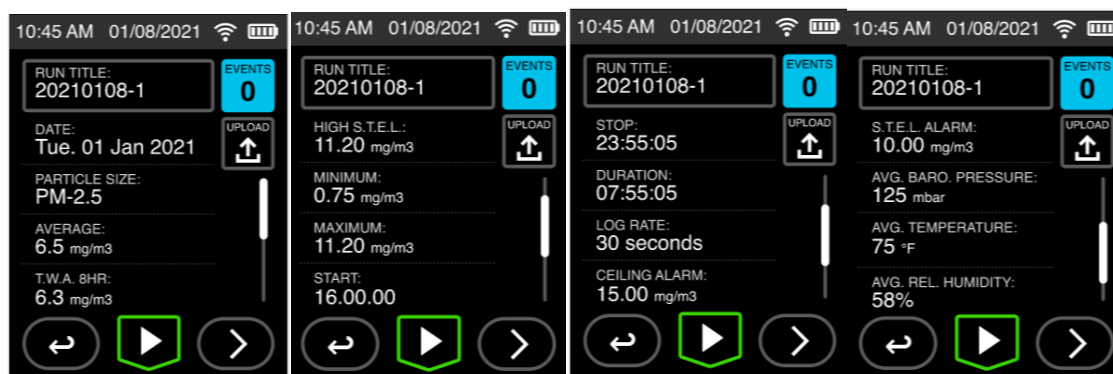 10:45 AM 01/08/2021
RUN TITLE:
20210108-1
EVENTS
0
DATE:
Tue. 01 Jan 2021
UPLOAD
PARTICLE SIZE:
PM-2.5
AVERAGE:
6.5 mg/m3
T.W.A. 8HR:
6.3 mg/m3
10:45 AM 01/08/2021
RUN TITLE:
20210108-1
EVENTS
0
HIGH S.T.E.L.:
11.20 mg/m3
UPLOAD
MINIMUM:
0.75 mg/m3
MAXIMUM:
11.20 mg/m3
START:
16.00.00
10:45 AM 01/08/2021
RUN TITLE:
20210108-1
EVENTS
0
STOP:
23:55:05
UPLOAD
DURATION:
07:55:05
LOG RATE:
30 seconds
CEILING ALARM:
15.00 mg/m3
10:45 AM 01/08/2021
RUN TITLE:
20210108-1
EVENTS
0
S.T.E.L. ALARM:
10.00 mg/m3
UPLOAD
AVG. BARO. PRESSURE:
125 mbar
AVG. TEMPERATURE:
75 °F
AVG. REL. HUMIDITY:
58%